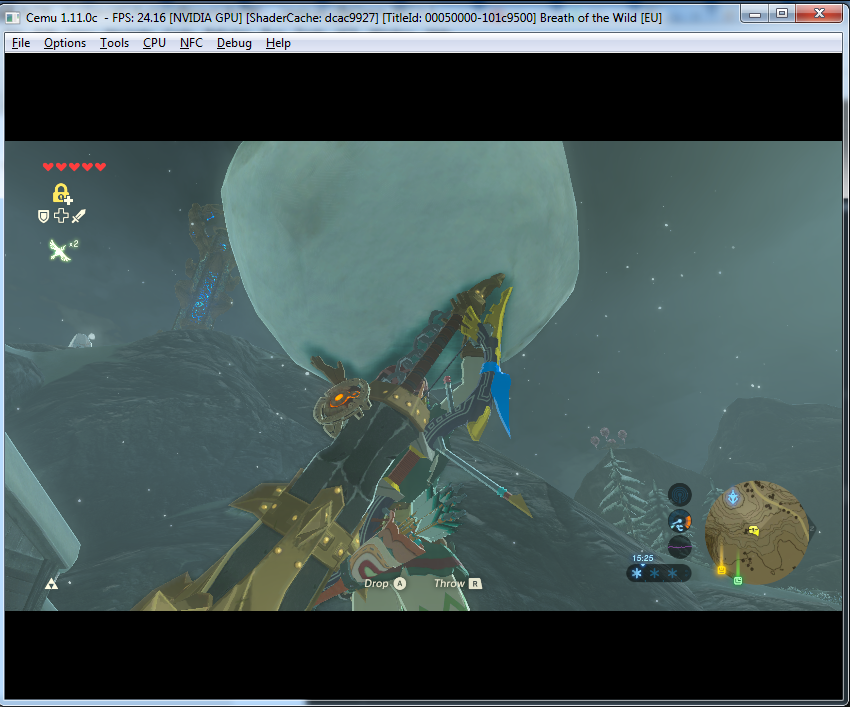 Cemu 1.11.0c - FPS: 24.16 [NVIDIA GPU] [ShaderCache: dcac9927] [TitleId: 00050000-101c9500] Breath of the Wild [EU]
File Options Tools CPU NFC Debug Help
x2
15:25
Drop A Throw R